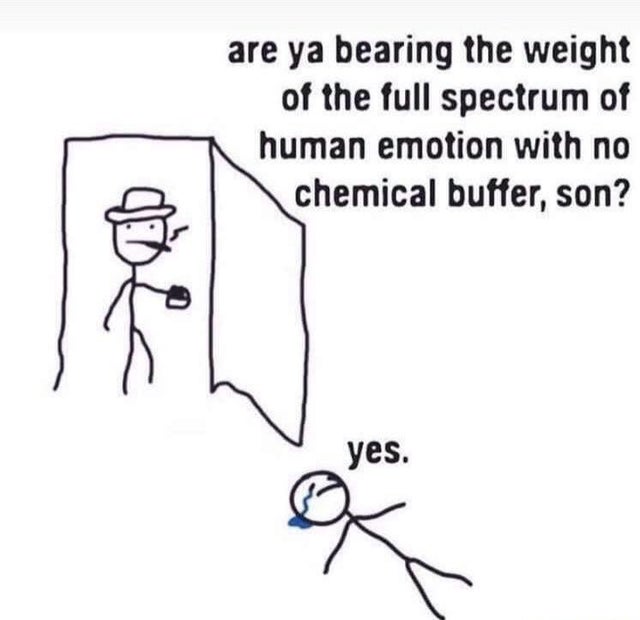 are ya bearing the weight
of the full spectrum of
human emotion with no
chemical buffer, son?
yes.